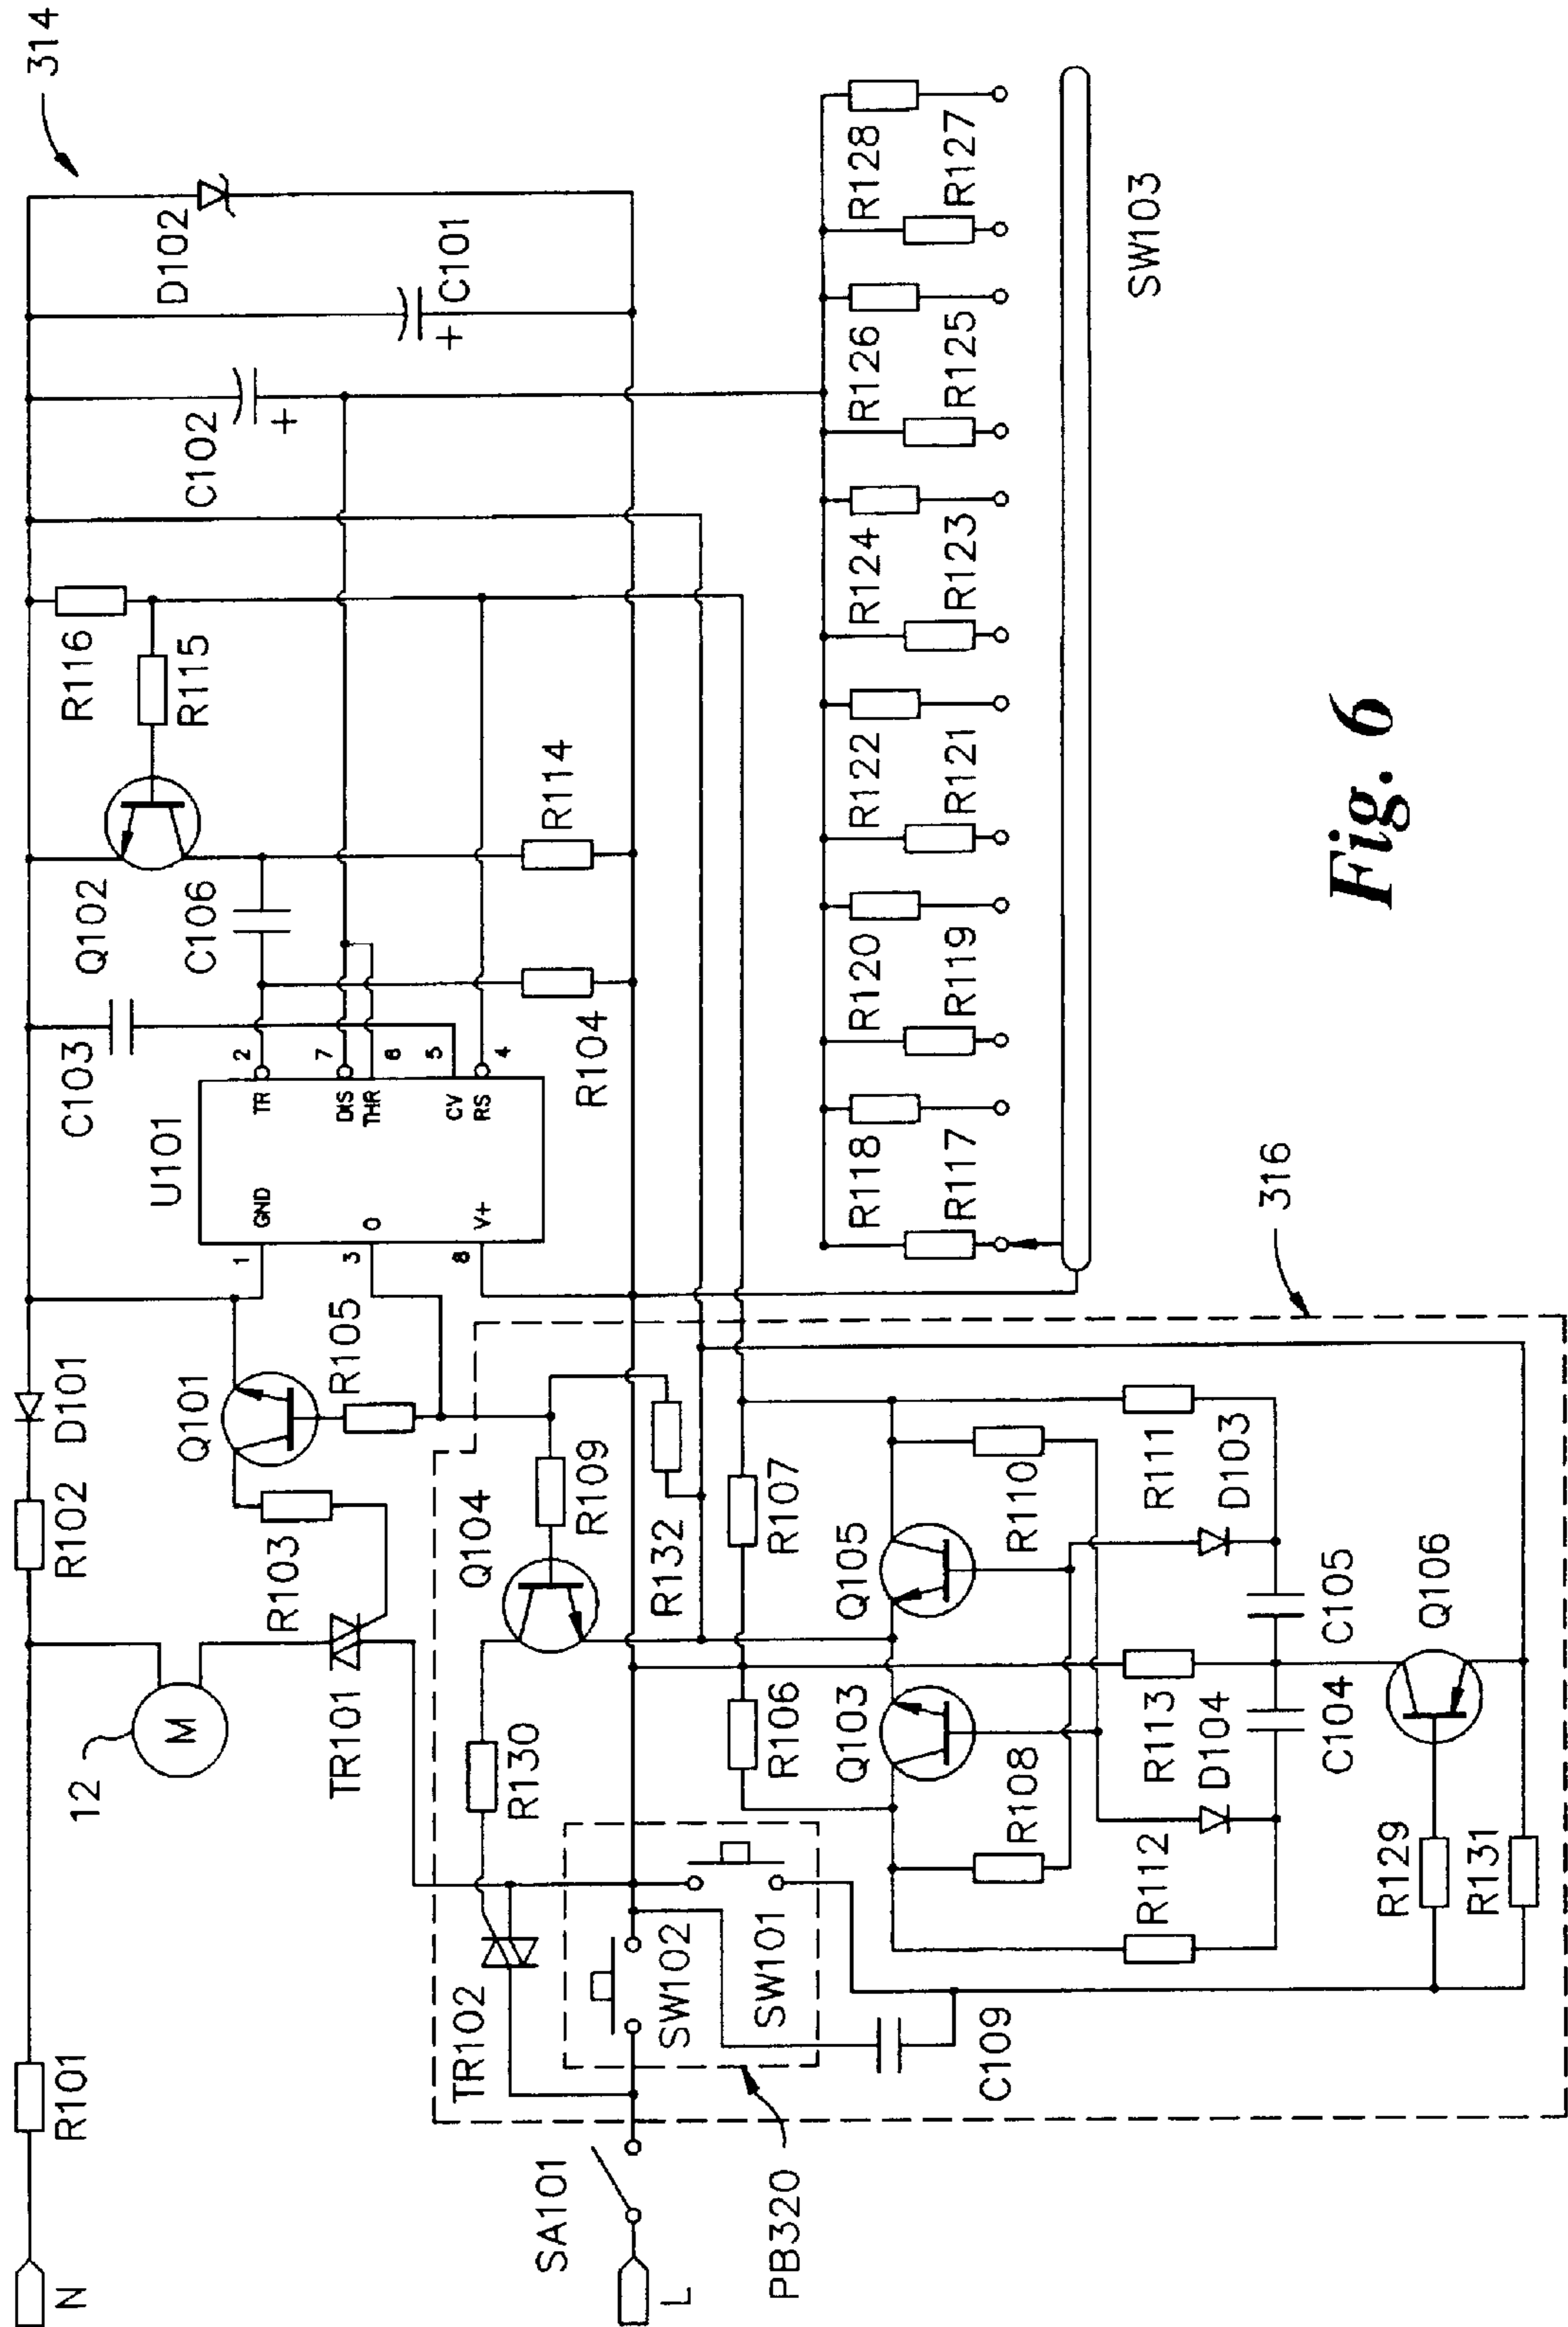 314
N
R101
12
M
R102
D101
TR101
R103
Q101
R105
U101
GND
O
V+
TR
DIS
THR
CV
RS
1
3
8
2
7
6
5
4
C103
Q102
C106
R104
R114
R115
R116
C102
+
C101
+
D102
L
SA101
PB320
TR102
SW102
SW101
R130
Q104
R109
R132
R106
R107
Q103
Q105
R108
R110
R112
R113
R111
D104
D103
C104
C105
C109
R129
R131
Q106
316
R118
R117
R120
R119
R122
R121
R124
R123
R126
R125
R128
R127
SW103
Fig. 6